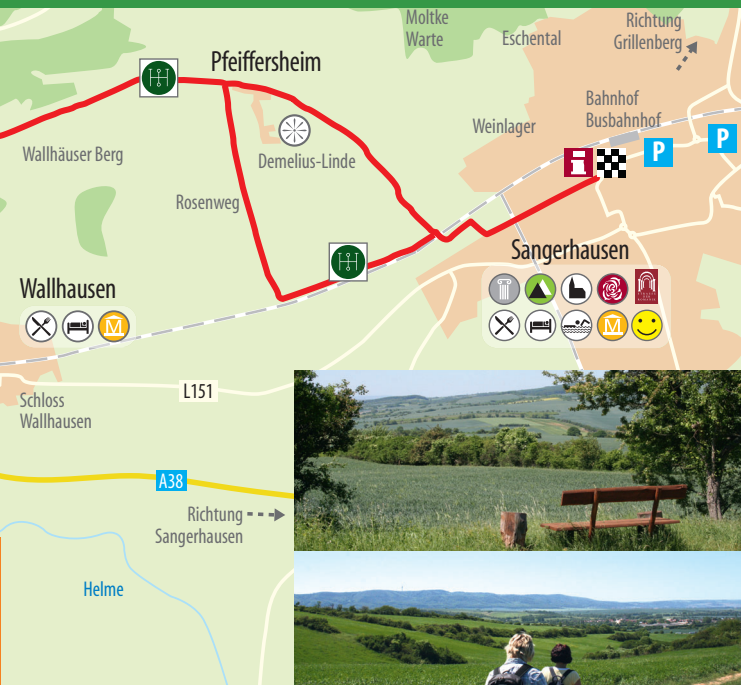 Moltke
Warte
Eschental
Richtung
Grillenberg
Pfeiffersheim
Bahnhof
Busbahnhof
Weinlager
P
P
i
Wallhäuser Berg
Demelius-Linde
Rosenweg
Sangerhausen
Wallhausen
M
M
Schloss
Wallhausen
L151
A38
Richtung
Sangerhausen
Helme